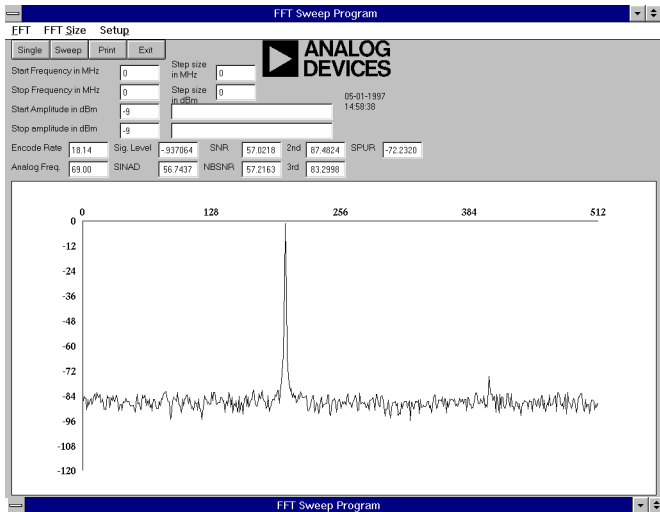 FFT Sweep Program
FFT FFT Size Setup
Single Sweep Print Exit
ANALOG
DEVICES
Start Frequency in MHz 0 Step size in MHz 0
Stop Frequency in MHz 0 Step size in dBm 0
05-01-1997
14:58:38
Start Amplitude in dBm -9
Stop amplitude in dBm -9
Encode Rate 18.14 Sig. Level -.937064 SNR 57.0218 2nd 87.4824 SPUR -72.2320
Analog Freq. 69.00 SINAD 56.7437 NBSNR 57.2163 3rd 83.2998
0 128 256 384 512
0
-12
-24
-36
-48
-60
-72
-84
-96
-108
-120
FFT Sweep Program